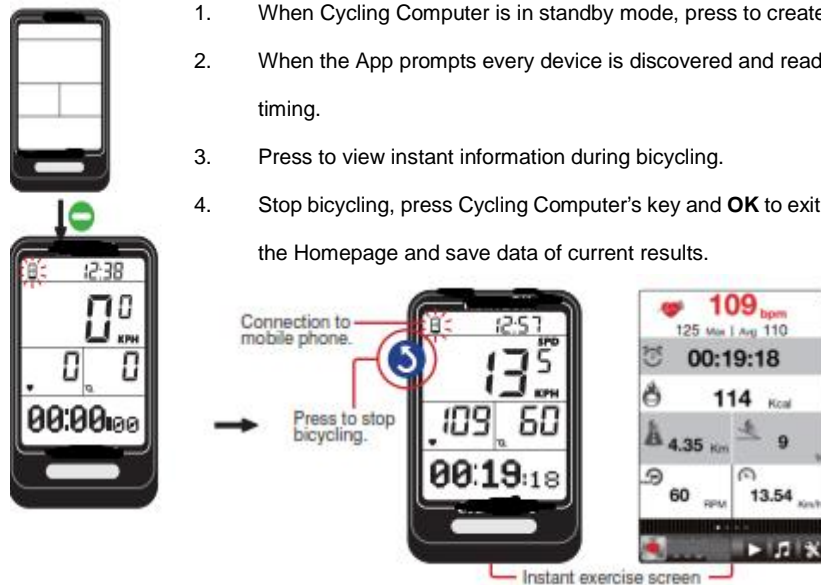 1. When Cycling Computer is in standby mode, press to create
2. When the App prompts every device is discovered and read
timing.
3. Press to view instant information during bicycling.
4. Stop bicycling, press Cycling Computer's key and OK to exit
the Homepage and save data of current results.
12:38
0 0
KPH
0 0
00:00:00
Connection to
mobile phone.
Press to stop
bicycling.
12:57
SPD
13 5
KPH
109 60
00:19:18
109 bpm
125 Max | Avg 110
00:19:18
114 Kcal
4.35 Km 9 %
60 RPM 13.54 Km/h
Instant exercise screen